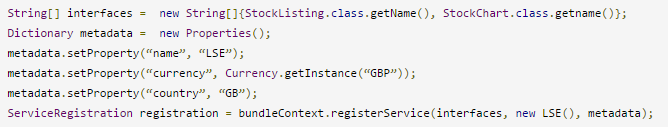 String[] interfaces =  new String[]{StockListing.class.getName(), StockChart.class.getname()};
Dictionary metadata =  new Properties();
metadata.setProperty(“name”, “LSE”);
metadata.setProperty(“currency”, Currency.getInstance(“GBP”));
metadata.setProperty(“country”, “GB”);
ServiceRegistration registration = bundleContext.registerService(interfaces, new LSE(), metadata);